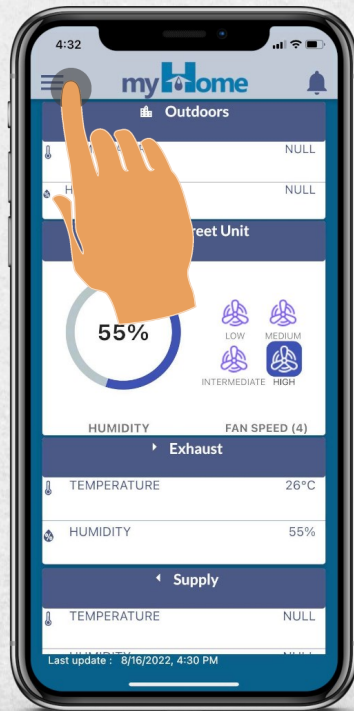 4:32
myHome
Outdoors
NULL
NULL
reet Unit
55%
LOW MEDIUM
INTERMEDIATE HIGH
HUMIDITY FAN SPEED (4)
Exhaust
TEMPERATURE 26°C
HUMIDITY 55%
Supply
TEMPERATURE NULL
Last update : 8/16/2022, 4:30 PM